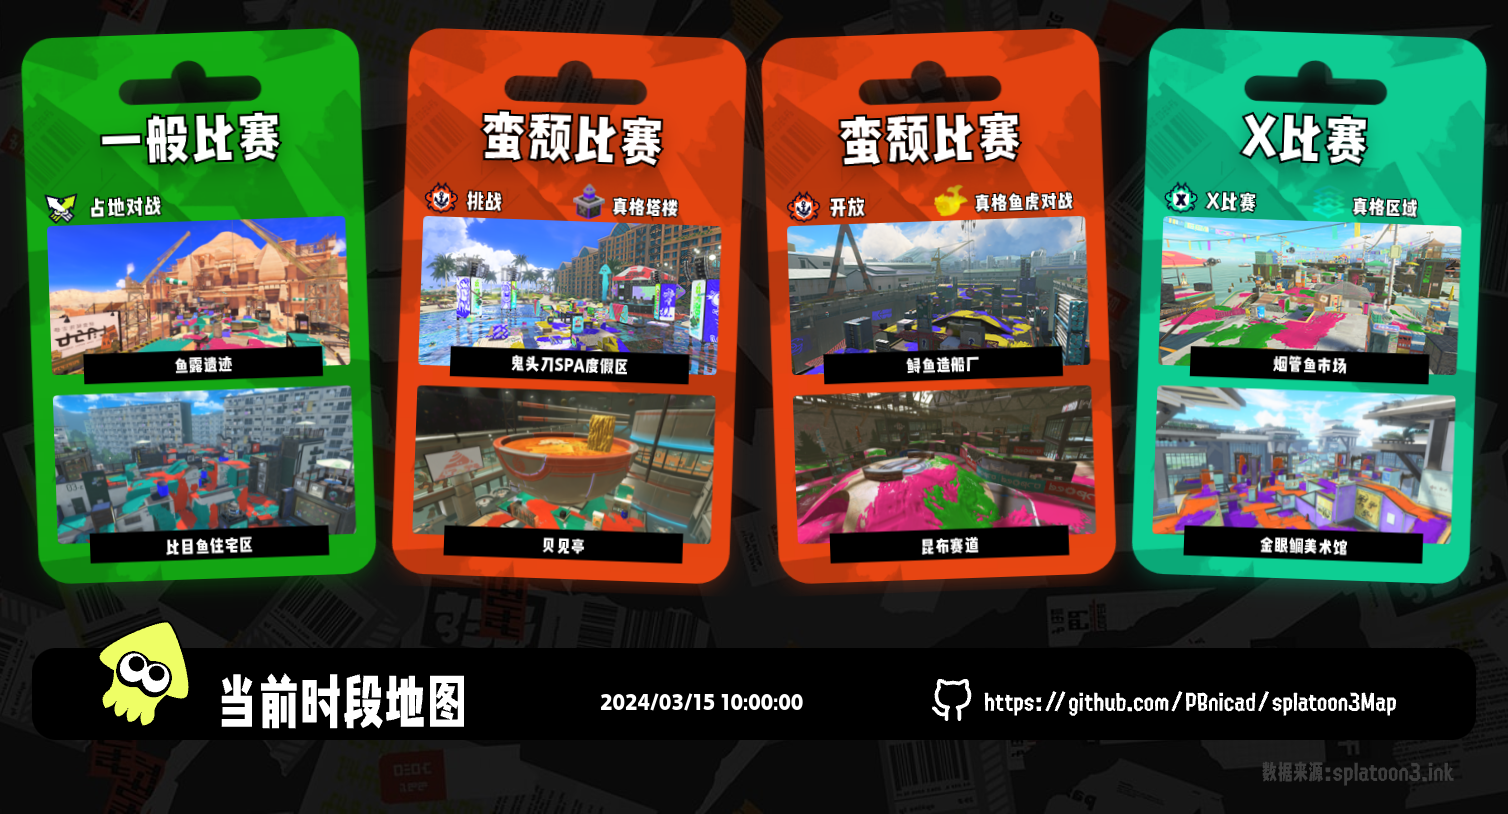 一般比赛
占地对战
鱼露遗迹
比目鱼住宅区
蛮颓比赛
挑战
真格塔楼
鬼头刀SPA度假区
贝见亭
蛮颓比赛
开放
真格鱼虎对战
鲟鱼造船厂
昆布赛道
X比赛
X比赛
真格区域
烟管鱼市场
金眼鲷美术馆
当前时段地图
2024/03/15 10:00:00
https://github.com/PBnicad/splatoon3Map
数据来源:splatoon3.ink